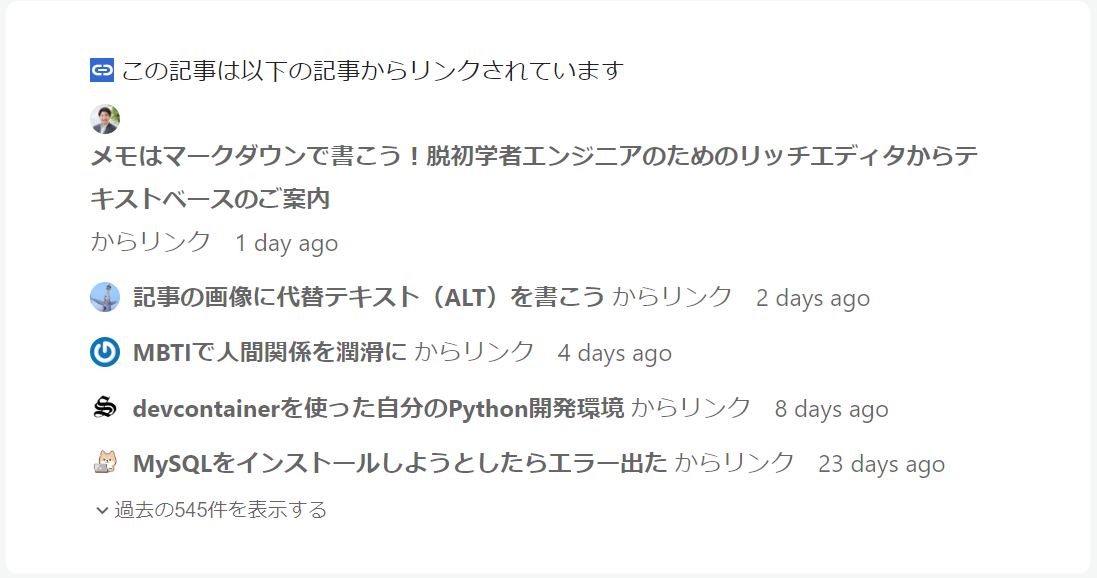 この記事は以下の記事からリンクされています
メモはマークダウンで書こう！脱初学者エンジニアのためのリッチエディタからテ
キストベースのご案内
からリンク 1 day ago
記事の画像に代替テキスト（ALT）を書こう からリンク 2 days ago
MBTIで人間関係を潤滑に からリンク 4 days ago
devcontainerを使った自分のPython開発環境 からリンク 8 days ago
MySQLをインストールしようとしたらエラー出た からリンク 23 days ago
過去の545件を表示する